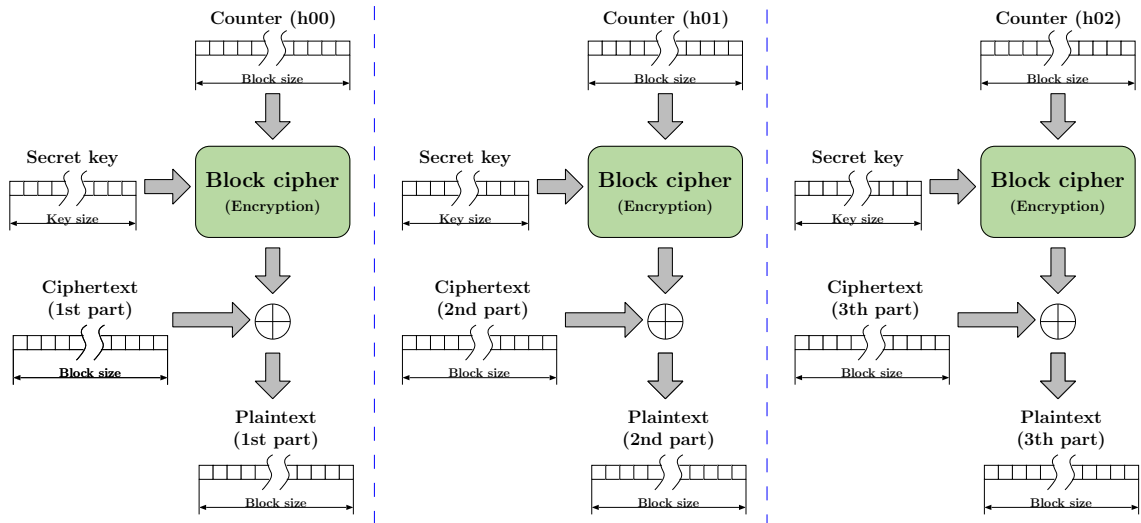 Counter (h00)
Block size
Secret key
Key size
Block cipher
(Encryption)
Ciphertext
(1st part)
Block size
Plaintext
(1st part)
Block size
Counter (h01)
Block size
Secret key
Key size
Block cipher
(Encryption)
Ciphertext
(2nd part)
Block size
Plaintext
(2nd part)
Block size
Counter (h02)
Block size
Secret key
Key size
Block cipher
(Encryption)
Ciphertext
(3th part)
Block size
Plaintext
(3th part)
Block size